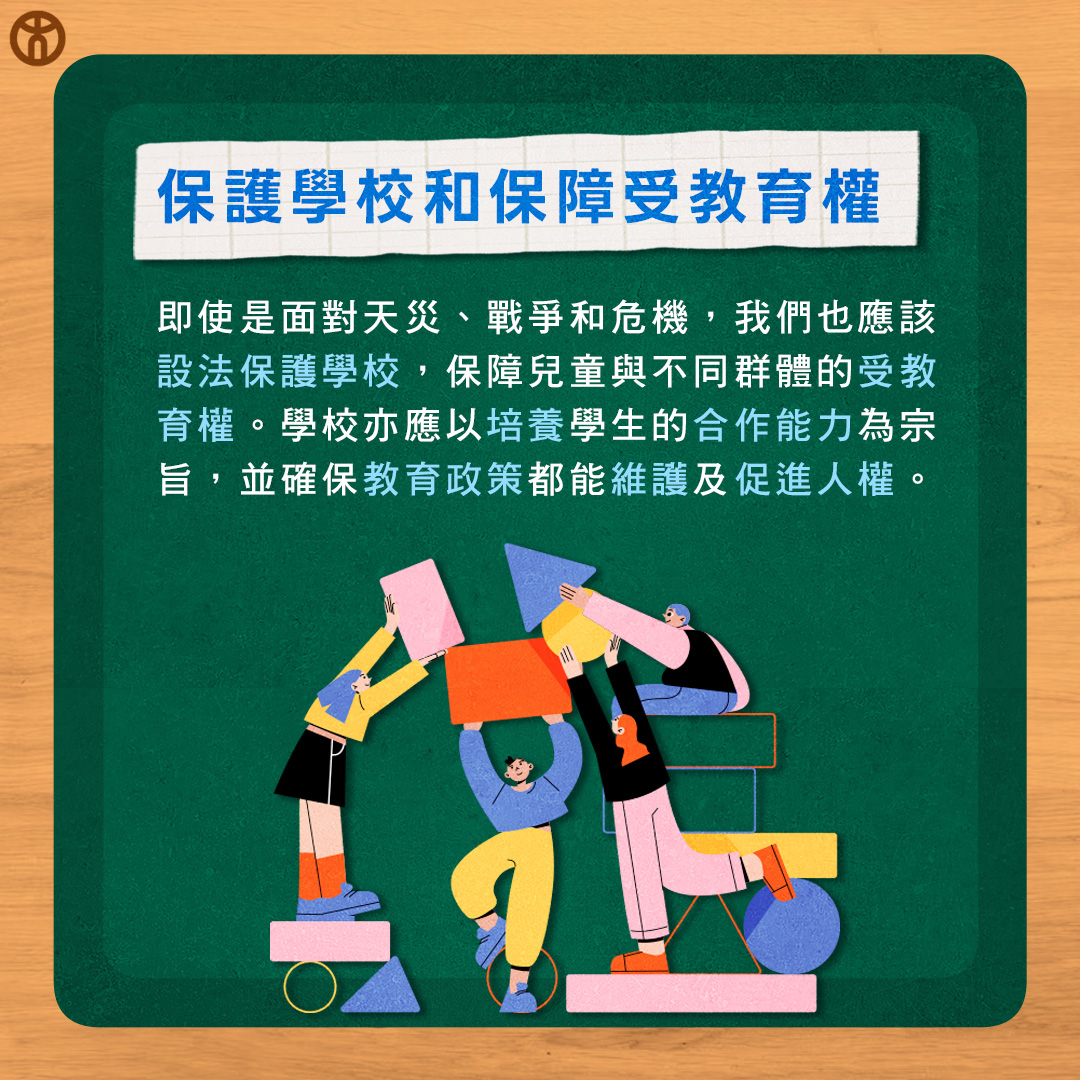 保護學校和保障受教育權
即使是面對天災、戰爭和危機，我們也應該
設法保護學校，保障兒童與不同群體的受教
育權。學校亦應以培養學生的合作能力為宗
旨，並確保教育政策都能維護及促進人權。